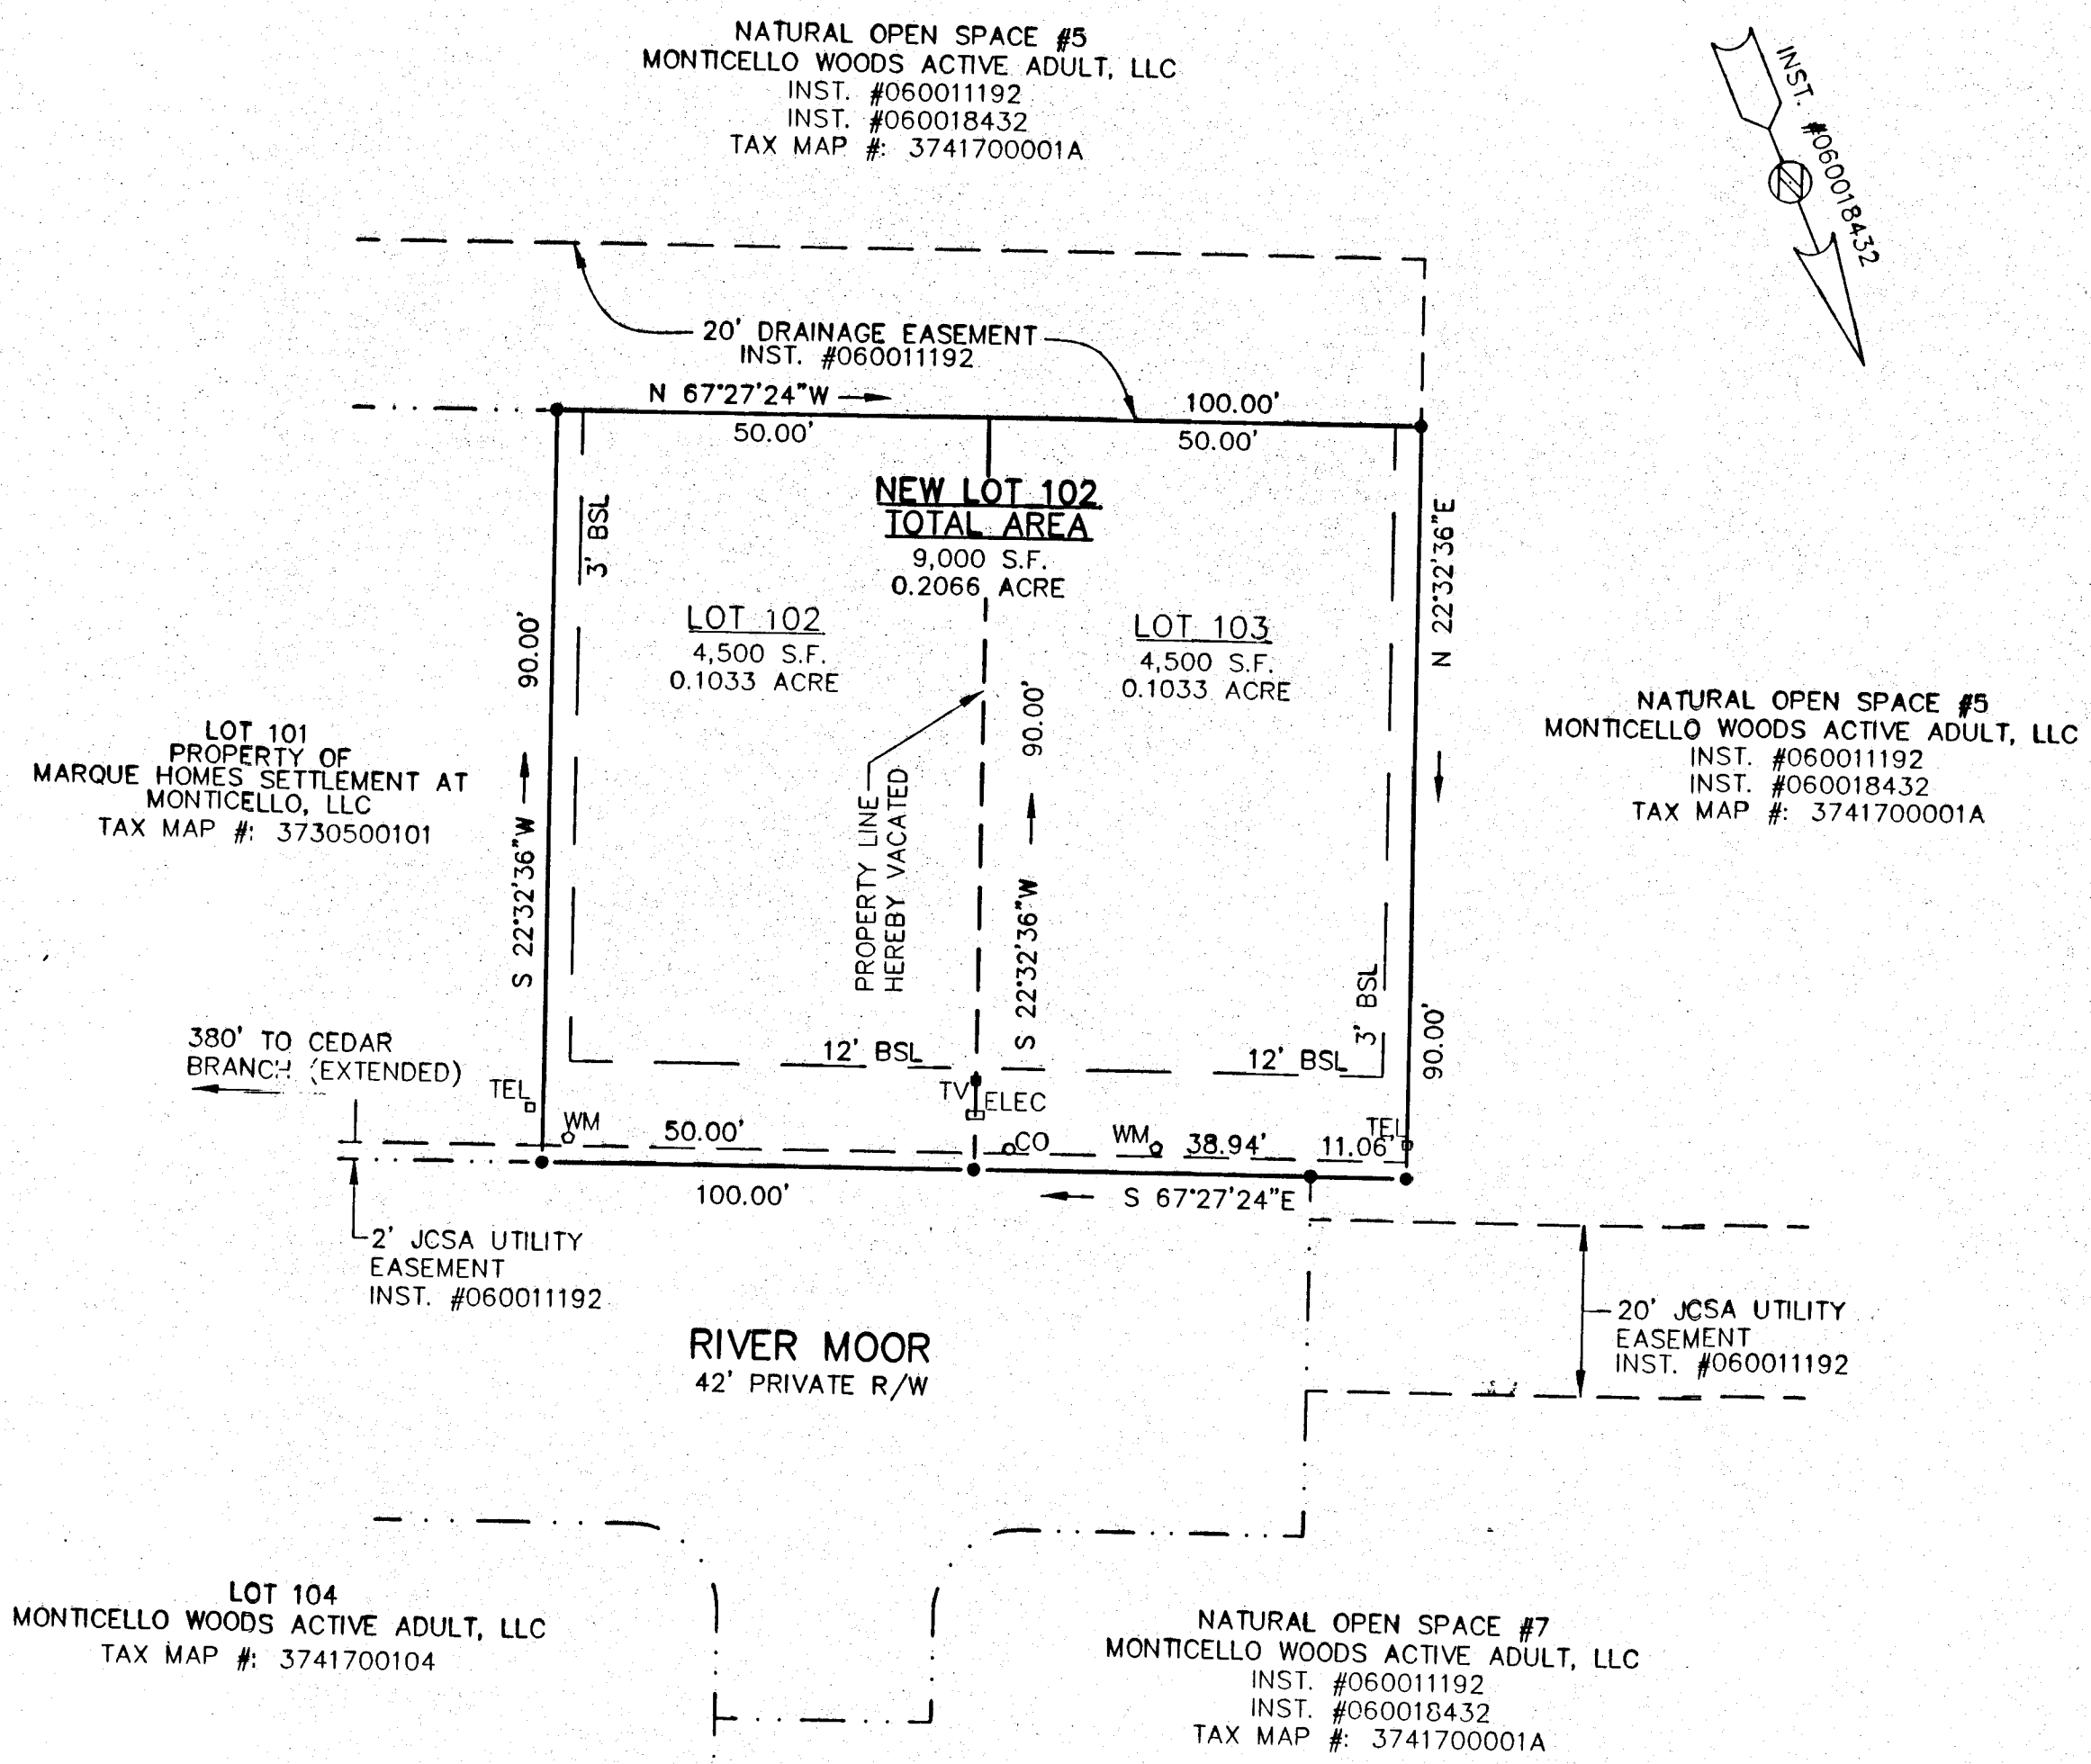 NATURAL OPEN SPACE #5
MONTICELLO WOODS ACTIVE ADULT, LLC
INST. #060011192
INST. #060018432
TAX MAP #: 3741700001A
INST. #060018432
N
20' DRAINAGE EASEMENT
INST. #060011192
N 67°27'24"W
100.00'
50.00'
50.00'
NEW LOT 102
TOTAL AREA
9,000 S.F.
0.2066 ACRE
3' BSL
LOT 102
4,500 S.F.
0.1033 ACRE
LOT 103
4,500 S.F.
0.1033 ACRE
N 22°32'36"E
90.00'
S 22°32'36"W
90.00'
PROPERTY LINE
HEREBY VACATED
S 22°32'36"W
90.00'
3' BSL
90.00'
LOT 101
PROPERTY OF
MARQUE HOMES SETTLEMENT AT
MONTICELLO, LLC
TAX MAP #: 3730500101
NATURAL OPEN SPACE #5
MONTICELLO WOODS ACTIVE ADULT, LLC
INST. #060011192
INST. #060018432
TAX MAP #: 3741700001A
380' TO CEDAR
BRANCH (EXTENDED)
12' BSL
12' BSL
TEL
TV
ELEC
WM
50.00'
CO
WM
38.94'
11.06'
TEL
100.00'
S 67°27'24"E
2' JCSA UTILITY
EASEMENT
INST. #060011192
RIVER MOOR
42' PRIVATE R/W
20' JCSA UTILITY
EASEMENT
INST. #060011192
LOT 104
MONTICELLO WOODS ACTIVE ADULT, LLC
TAX MAP #: 3741700104
NATURAL OPEN SPACE #7
MONTICELLO WOODS ACTIVE ADULT, LLC
INST. #060011192
INST. #060018432
TAX MAP #: 3741700001A